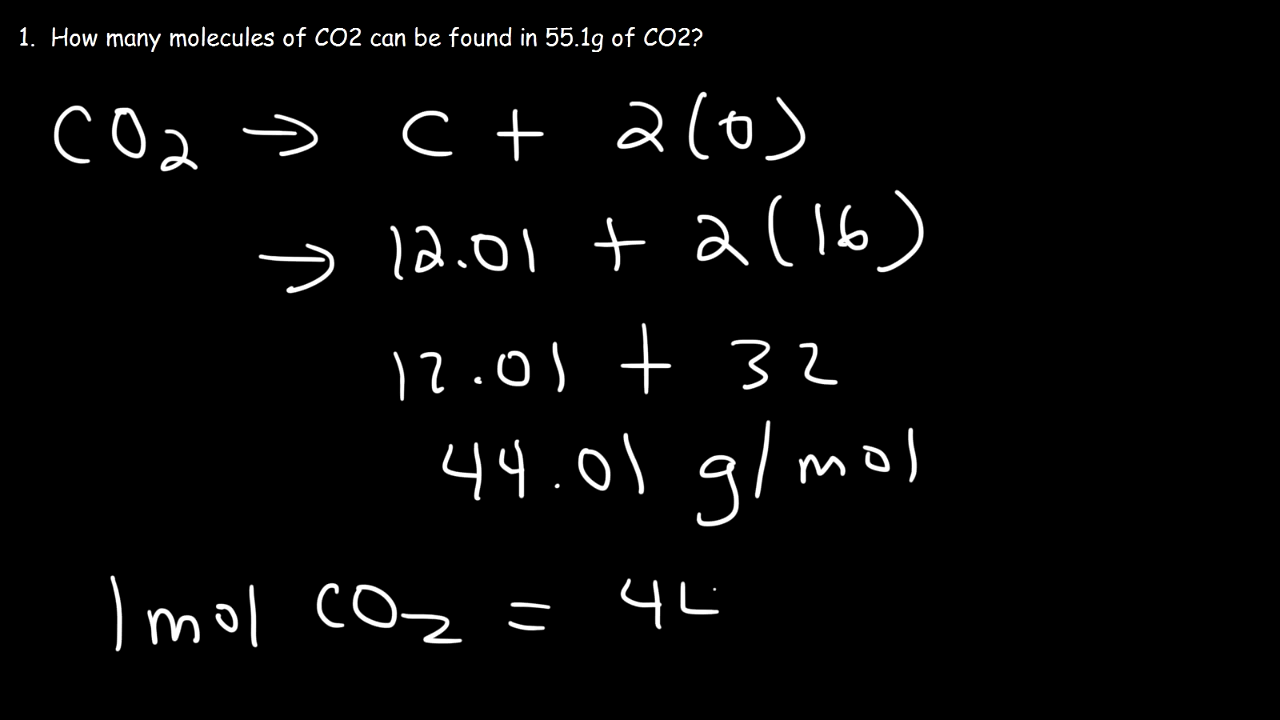 1. How many molecules of CO2 can be found in 55.1g of CO2?
CO₂ → C + 2(O)
→ 12.01 + 2(16)
12.01 + 32
44.01 g/mol
1 mol CO₂ = 44